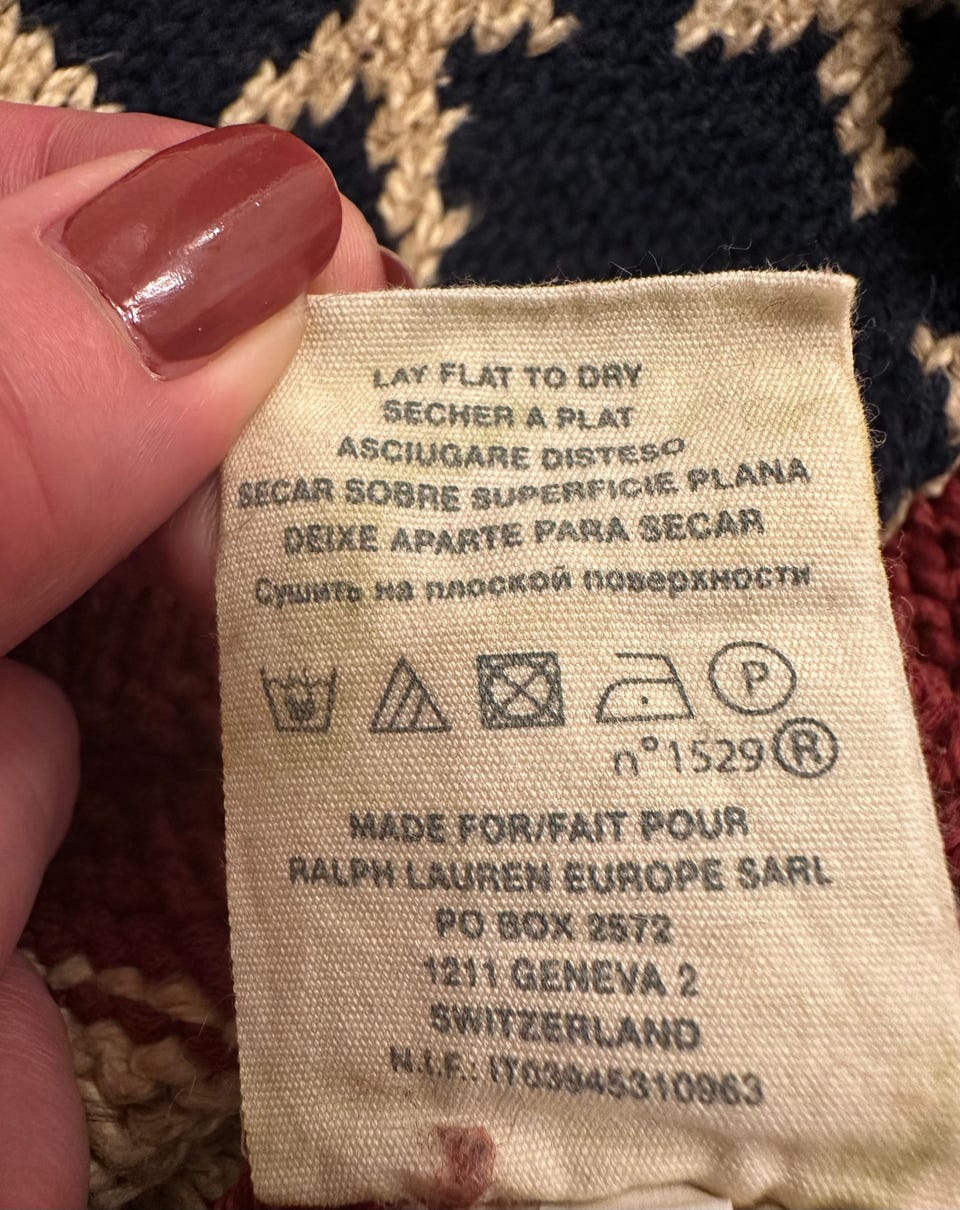 LAY FLAT TO DRY
SECHER A PLAT
ASCIUGARE DISTESO
SECAR SOBRE SUPERFICIE PLANA
DEIXE APARTE PARA SECAR
Сушить на плоской поверхности
P
n°1529®
MADE FOR/FAIT POUR
RALPH LAUREN EUROPE SARL
PO BOX 2572
1211 GENEVA 2
SWITZERLAND
N.I.F.: IT03945310963